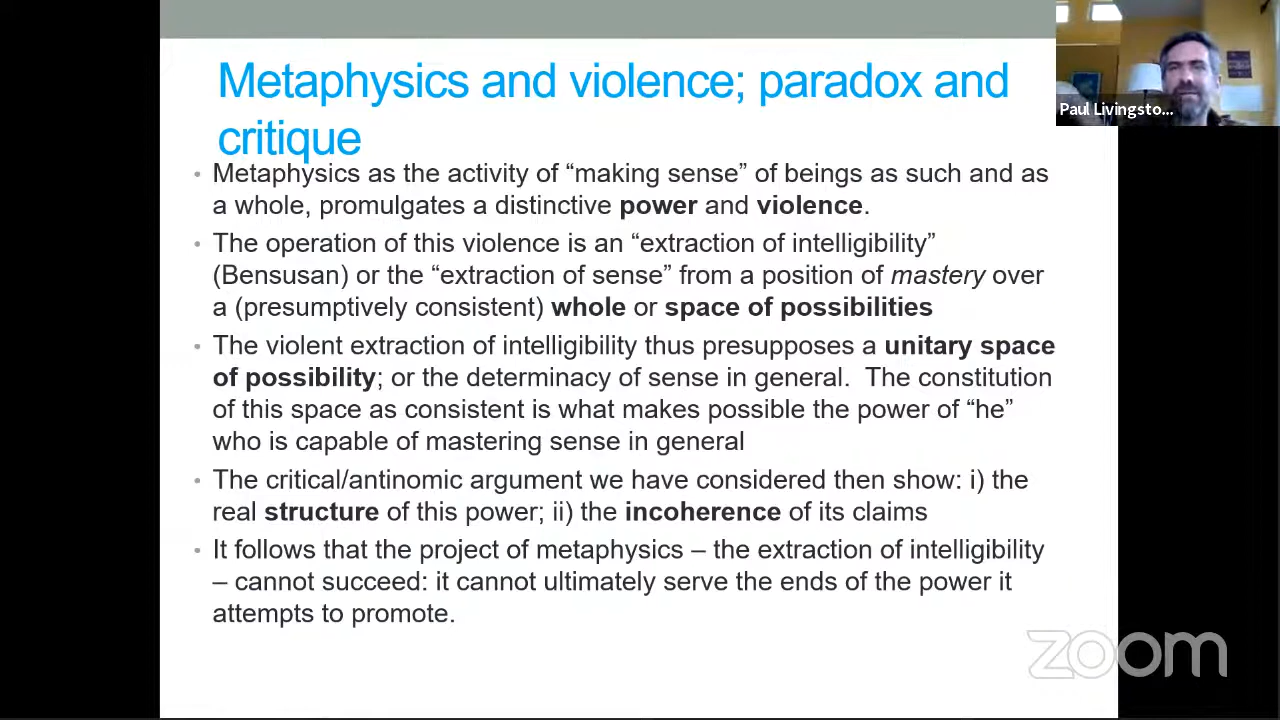 Metaphysics and violence; paradox and
critique
Paul Livingsto...
• Metaphysics as the activity of “making sense” of beings as such and as
a whole, promulgates a distinctive power and violence.
• The operation of this violence is an “extraction of intelligibility”
(Bensusan) or the “extraction of sense” from a position of mastery over
a (presumptively consistent) whole or space of possibilities
• The violent extraction of intelligibility thus presupposes a unitary space
of possibility; or the determinacy of sense in general.  The constitution
of this space as consistent is what makes possible the power of “he”
who is capable of mastering sense in general
• The critical/antinomic argument we have considered then show: i) the
real structure of this power; ii) the incoherence of its claims
• It follows that the project of metaphysics – the extraction of intelligibility
– cannot succeed: it cannot ultimately serve the ends of the power it
attempts to promote.
zoom